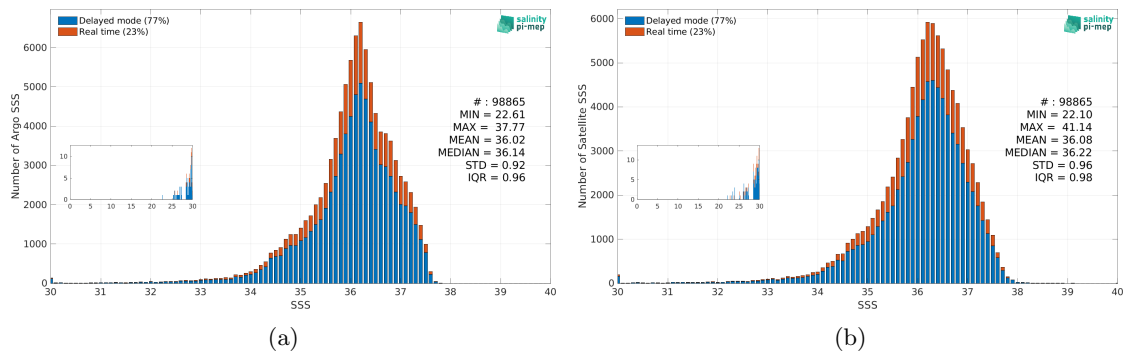 Delayed mode (77%)
Real time (23%)
salinity
pi-mep
Number of Argo SSS
6000
5000
4000
3000
2000
1000
0
# : 98865
MIN = 22.61
MAX = 37.77
MEAN = 36.02
MEDIAN = 36.14
STD = 0.92
IQR = 0.96
10
5
0
0 5 10 15 20 25 30
30 31 32 33 34 35 36 37 38 39 40
SSS
(a)
Delayed mode (77%)
Real time (23%)
salinity
pi-mep
Number of Satellite SSS
6000
5000
4000
3000
2000
1000
0
# : 98865
MIN = 22.10
MAX = 41.14
MEAN = 36.08
MEDIAN = 36.22
STD = 0.96
IQR = 0.98
10
5
0
0 5 10 15 20 25 30
30 31 32 33 34 35 36 37 38 39 40
SSS
(b)